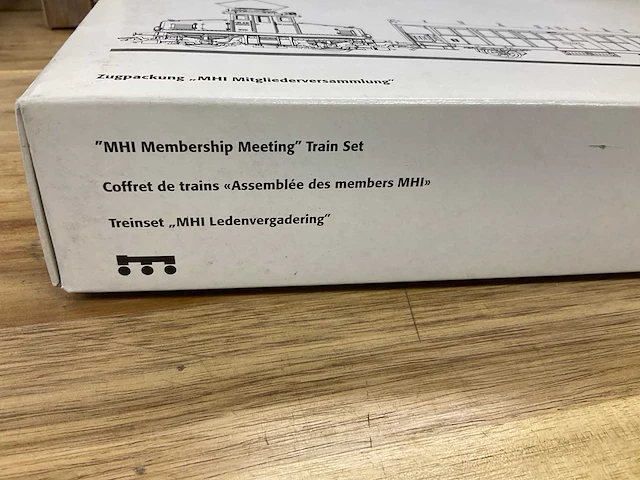 Zugpackung „MHI Mitgliederversammlung“
"MHI Membership Meeting" Train Set
Coffret de trains «Assemblée des members MHI»
Treinset „MHI Ledenvergadering”